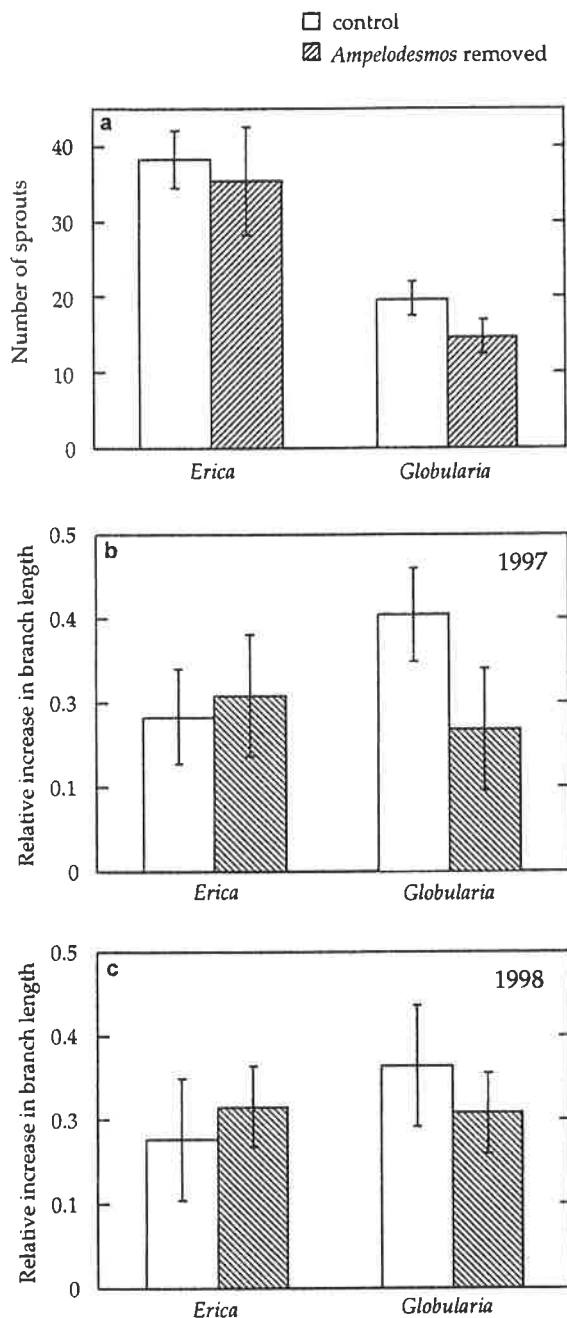 control
Ampelodesmos removed
a
40
30
20
10
0
Number of sprouts
Erica Globularia
b
1997
0.5
0.4
0.3
0.1
0
Relative increase in branch length
Erica Globularia
c
1998
0.5
0.4
0.3
0.1
0
Relative increase in branch length
Erica Globularia